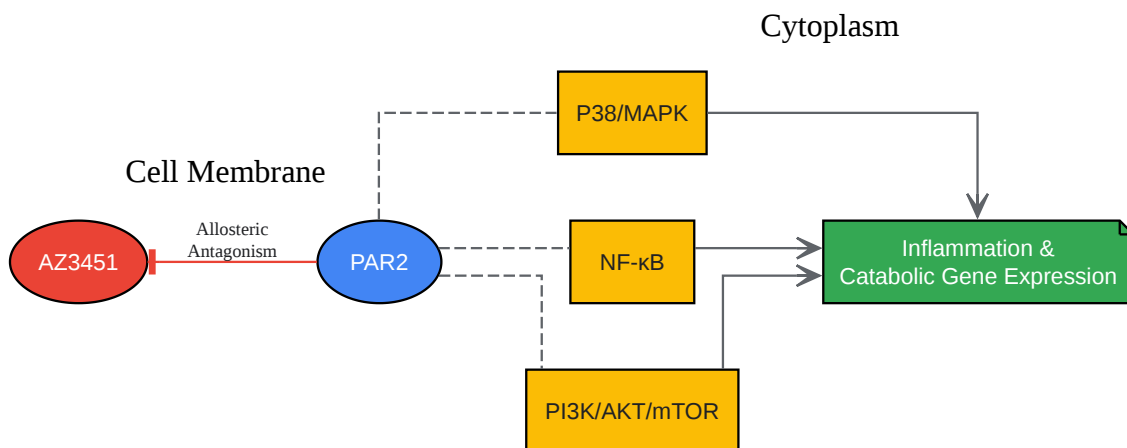 Cytoplasm
P38/MAPK
Cell Membrane
Allosteric
Antagonism
AZ3451
PAR2
NF-κB
Inflammation &
Catabolic Gene Expression
PI3K/AKT/mTOR